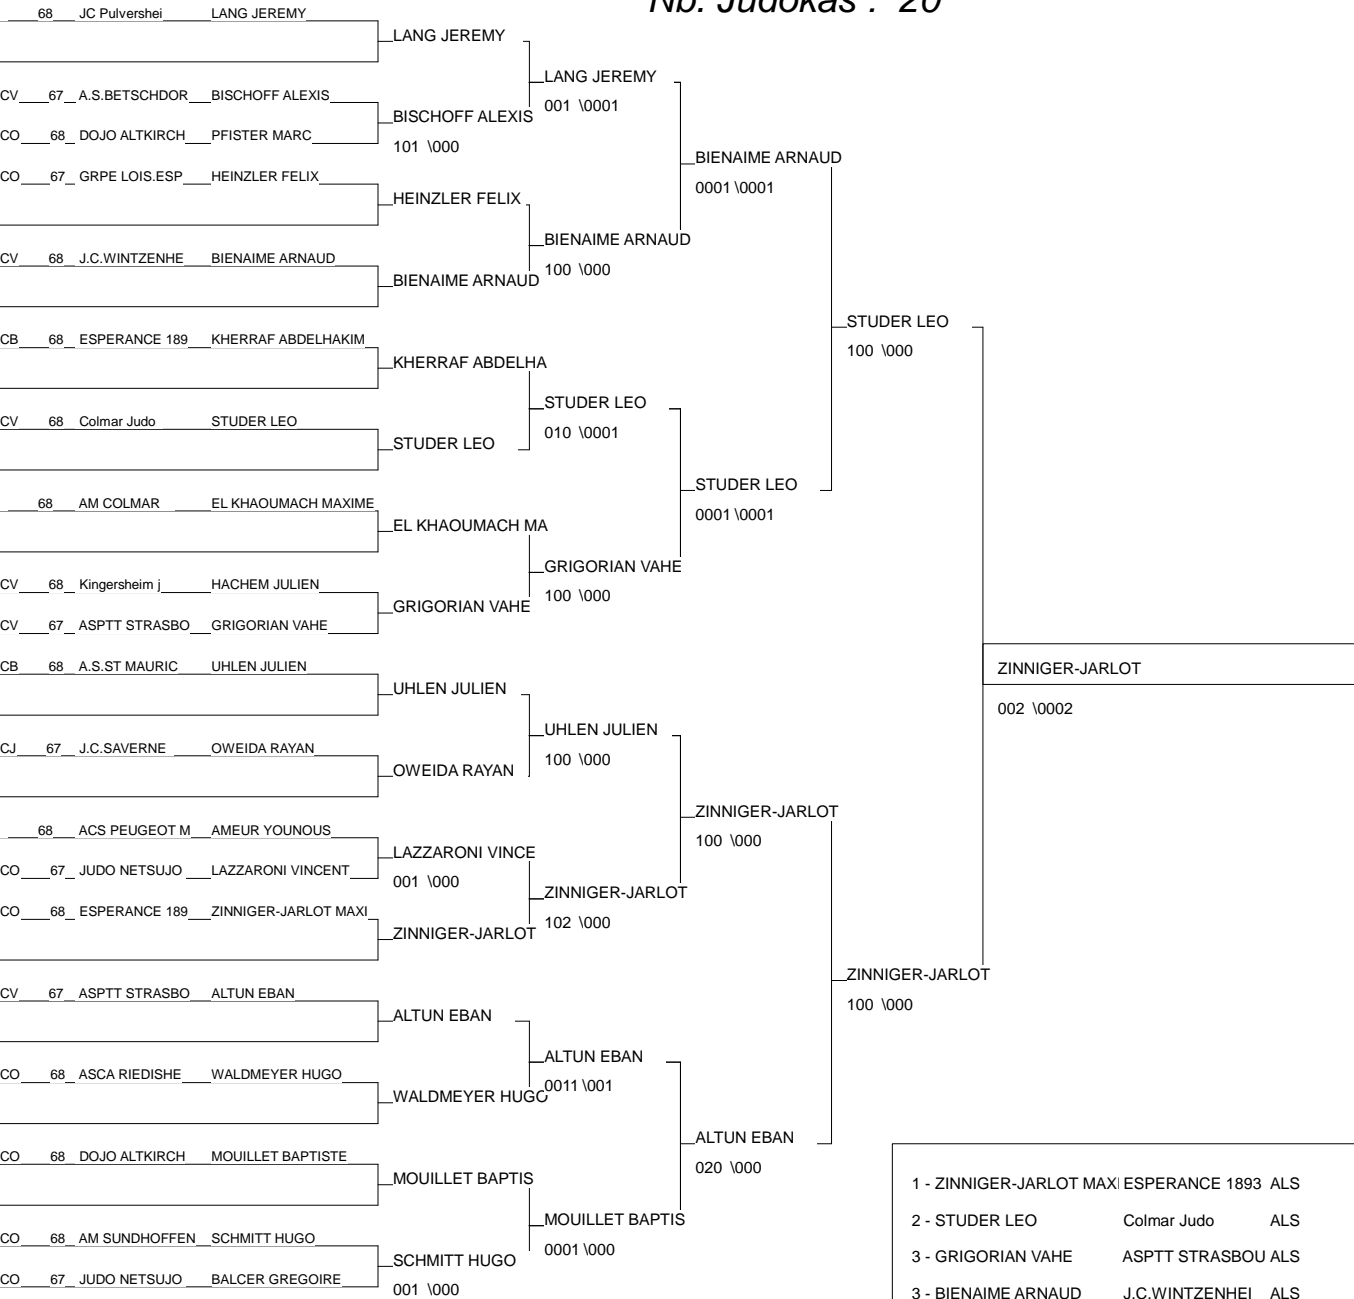 Nb. Judokas : 20
68 JC Pulvershei LANG JEREMY
LANG JEREMY
LANG JEREMY
001 \0001
CV 67 A.S.BETSCHDOR BISCHOFF ALEXIS
BISCHOFF ALEXIS
101 \000
CO 68 DOJO ALTKIRCH PFISTER MARC
BIENAIME ARNAUD
0001 \0001
CO 67 GRPE LOIS.ESP HEINZLER FELIX
HEINZLER FELIX
BIENAIME ARNAUD
100 \000
CV 68 J.C.WINTZENHE BIENAIME ARNAUD
BIENAIME ARNAUD
STUDER LEO
100 \000
CB 68 ESPERANCE 189 KHERRAF ABDELHAKIM
KHERRAF ABDELHA
STUDER LEO
010 \0001
CV 68 Colmar Judo STUDER LEO
STUDER LEO
STUDER LEO
0001 \0001
68 AM COLMAR EL KHAOUMACH MAXIME
EL KHAOUMACH MA
GRIGORIAN VAHE
100 \000
CV 68 Kingersheim j HACHEM JULIEN
GRIGORIAN VAHE
CV 67 ASPTT STRASBO GRIGORIAN VAHE
ZINNIGER-JARLOT
002 \0002
CB 68 A.S.ST MAURIC UHLEN JULIEN
UHLEN JULIEN
UHLEN JULIEN
100 \000
CJ 67 J.C.SAVERNE OWEIDA RAYAN
OWEIDA RAYAN
ZINNIGER-JARLOT
100 \000
68 ACS PEUGEOT M AMEUR YOUNOUS
LAZZARONI VINCE
001 \000
CO 67 JUDO NETSUJO LAZZARONI VINCENT
ZINNIGER-JARLOT
102 \000
CO 68 ESPERANCE 189 ZINNIGER-JARLOT MAXI
ZINNIGER-JARLOT
ZINNIGER-JARLOT
100 \000
CV 67 ASPTT STRASBO ALTUN EBAN
ALTUN EBAN
ALTUN EBAN
0011 \001
CO 68 ASCA RIEDISHE WALDMEYER HUGO
WALDMEYER HUGO
ALTUN EBAN
020 \000
CO 68 DOJO ALTKIRCH MOUILLET BAPTISTE
MOUILLET BAPTIS
MOUILLET BAPTIS
0001 \000
CO 68 AM SUNDHOFFEN SCHMITT HUGO
SCHMITT HUGO
001 \000
CO 67 JUDO NETSUJO BALCER GREGOIRE
1 - ZINNIGER-JARLOT MAXI ESPERANCE 1893 ALS
2 - STUDER LEO Colmar Judo ALS
3 - GRIGORIAN VAHE ASPTT STRASBOU ALS
3 - BIENAIME ARNAUD J.C.WINTZENHEI ALS